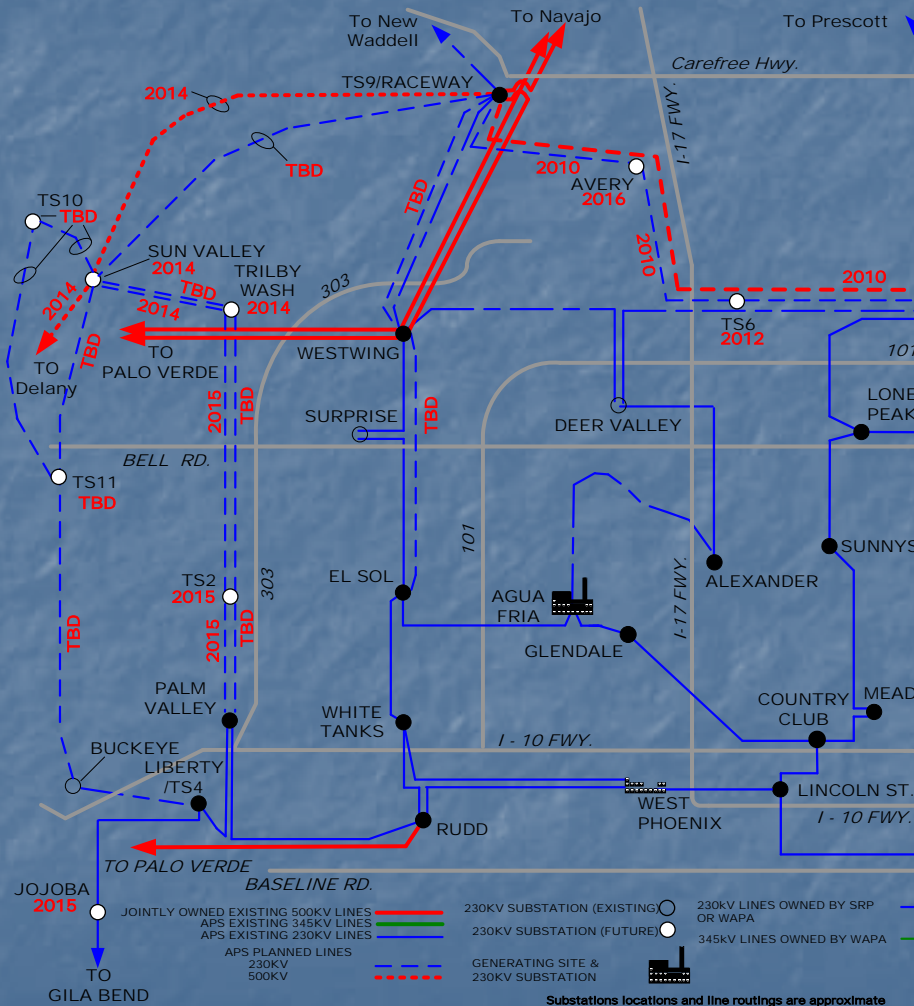 To New
Waddell
To Navajo
To Prescott
Carefree Hwy.
TS9/RACEWAY
2014
I-17 FWY.
TBD
TBD
2010
AVERY
2016
TS10
TBD
SUN VALLEY
2014
TRILBY
WASH
2014
TBD
2014
2014
TBD
303
2010
2010
TS6
2012
TO
Delany
TO
PALO VERDE
WESTWING
101
2015
TBD
SURPRISE
TBD
DEER VALLEY
LONE
PEAK
BELL RD.
TS11
TBD
101
SUNNYS
EL SOL
AGUA
FRIA
ALEXANDER
I-17 FWY.
TS2
2015
303
TBD
2015
TBD
GLENDALE
PALM
VALLEY
WHITE
TANKS
COUNTRY
CLUB
MEAD
I - 10 FWY.
BUCKEYE
LIBERTY
/TS4
RUDD
WEST
PHOENIX
LINCOLN ST.
I - 10 FWY.
TO PALO VERDE
BASELINE RD.
JOJOBA
2015
TO
GILA BEND
JOINTLY OWNED EXISTING 500KV LINES
APS EXISTING 345KV LINES
APS EXISTING 230KV LINES
APS PLANNED LINES
230KV
500KV
230KV SUBSTATION (EXISTING)
230KV SUBSTATION (FUTURE)
GENERATING SITE &
230KV SUBSTATION
230kV LINES OWNED BY SRP
OR WAPA
345kV LINES OWNED BY WAPA
Substations locations and line routings are approximate